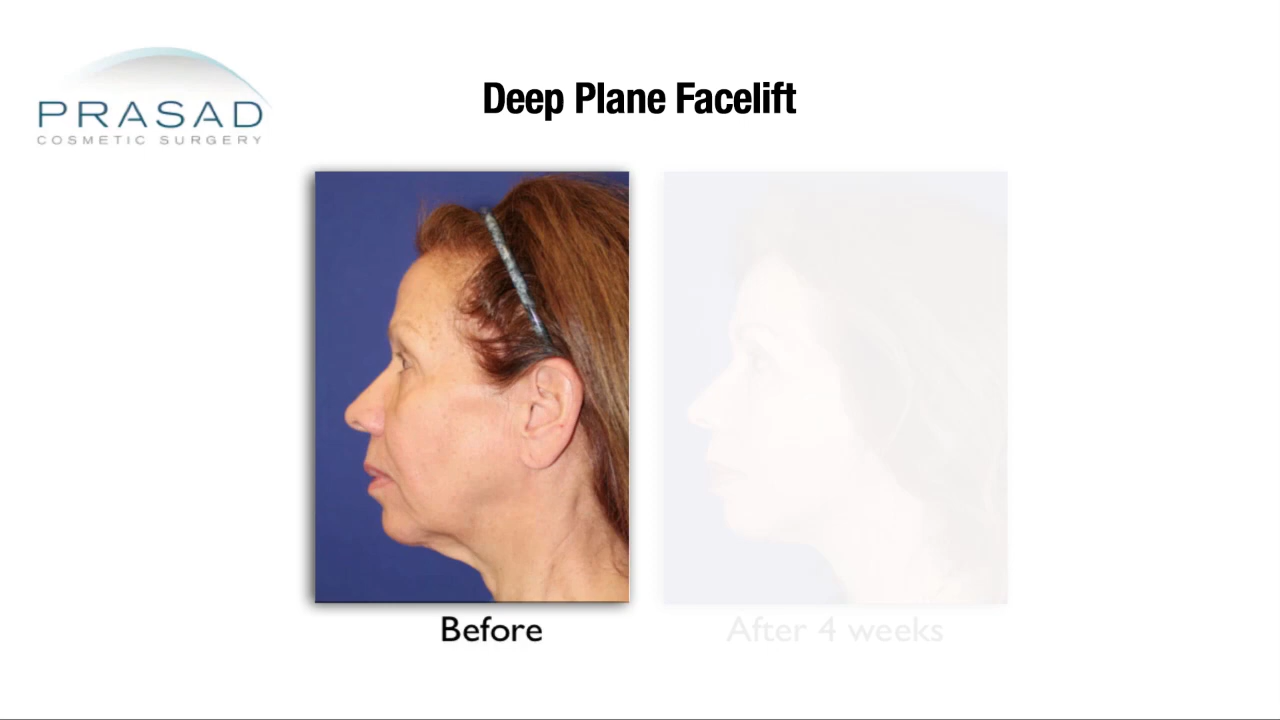 PRASAD
COSMETIC SURGERY
Deep Plane Facelift
Before
After 4 weeks